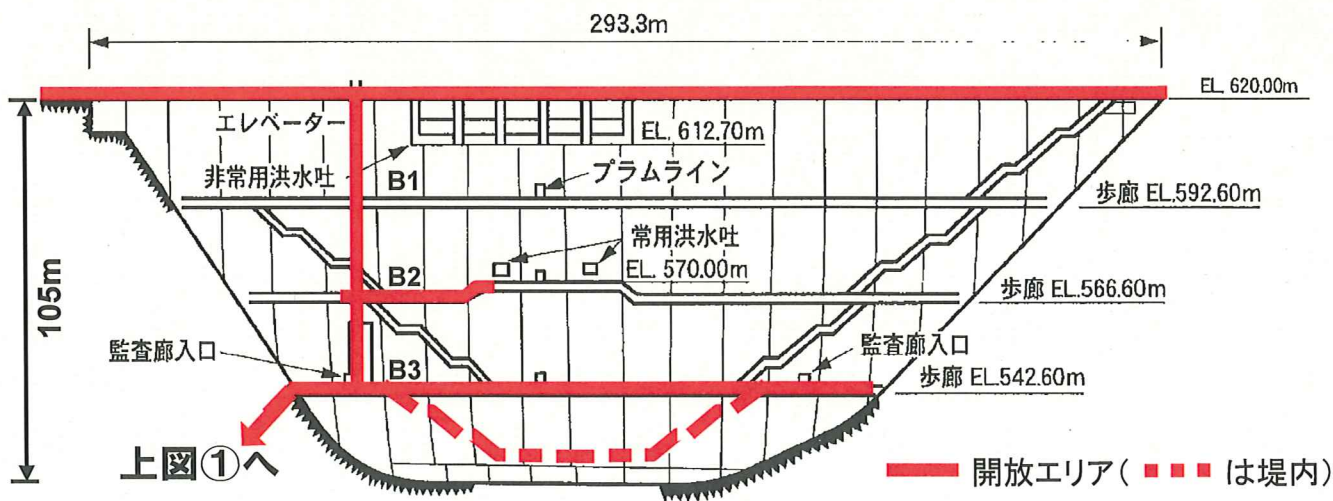 293.3m
EL. 620.00m
エレベーター
EL. 612.70m
非常用洪水吐
B1
プラムライン
歩廊 EL.592.60m
常用洪水吐
EL. 570.00m
B2
歩廊 EL.566.60m
105m
監査廊入口
監査廊入口
B3
歩廊 EL.542.60m
上図①へ
開放エリア( は堤内)